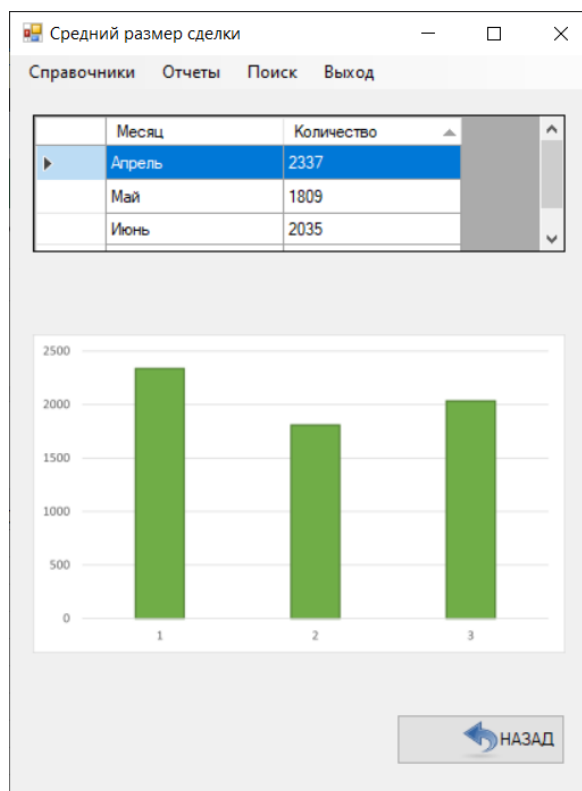 Средний размер сделки
Справочники Отчеты Поиск Выход
Месяц Количество
Апрель 2337
Май 1809
Июнь 2035
2500
2000
1500
1000
500
0
1 2 3
НАЗАД